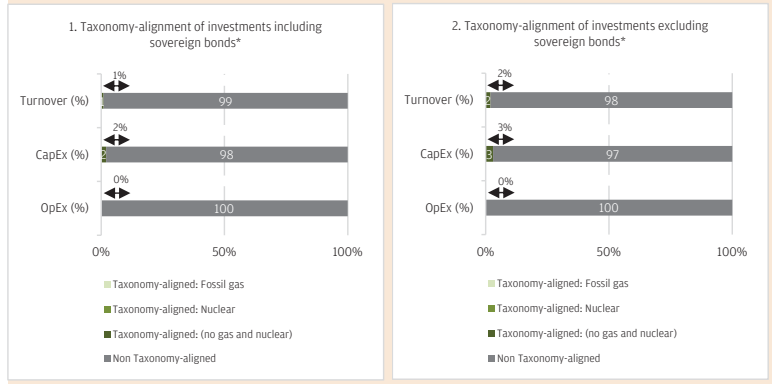 1. Taxonomy-alignment of investments including
sovereign bonds*
1%
Turnover (%)
1
99
2%
CapEx (%)
2
98
0%
OpEx (%)
100
0%
50%
100%
Taxonomy-aligned: Fossil gas
Taxonomy-aligned: Nuclear
Taxonomy-aligned: (no gas and nuclear)
Non Taxonomy-aligned
2. Taxonomy-alignment of investments excluding
sovereign bonds*
2%
Turnover (%)
2
98
3%
CapEx (%)
3
97
0%
OpEx (%)
100
0%
50%
100%
Taxonomy-aligned: Fossil gas
Taxonomy-aligned: Nuclear
Taxonomy-aligned: (no gas and nuclear)
Non Taxonomy-aligned